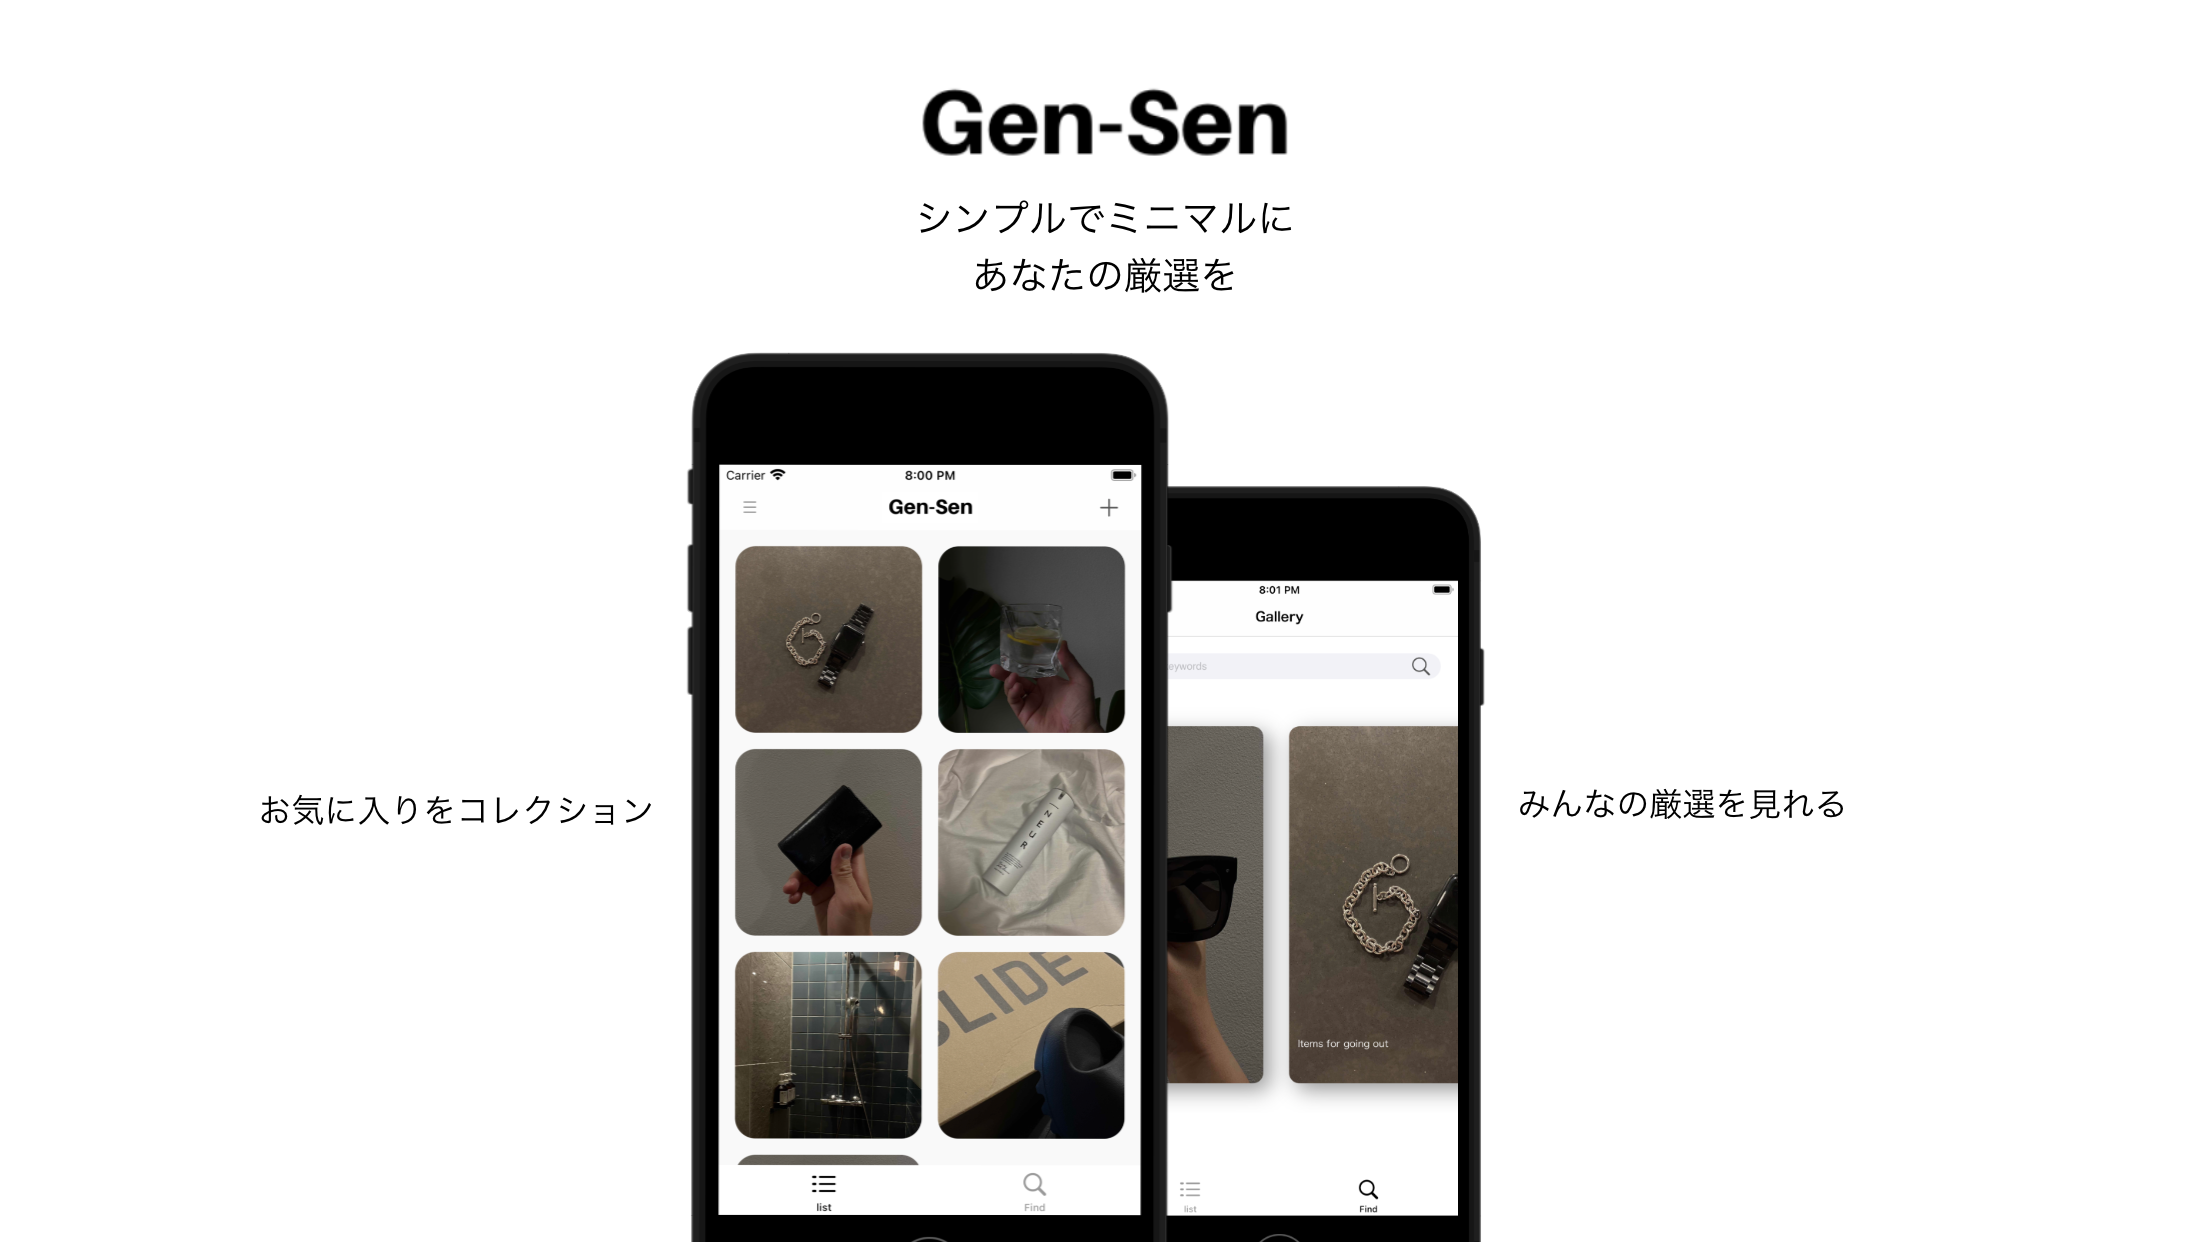 Gen-Sen
シンプルでミニマルに
あなたの厳選を
お気に入りをコレクション
Carrier 8:00 PM
Gen-Sen
NEUR
SLIDE
list Find
8:01 PM
Gallery
eywords
Items for going out
list Find
みんなの厳選を見れる